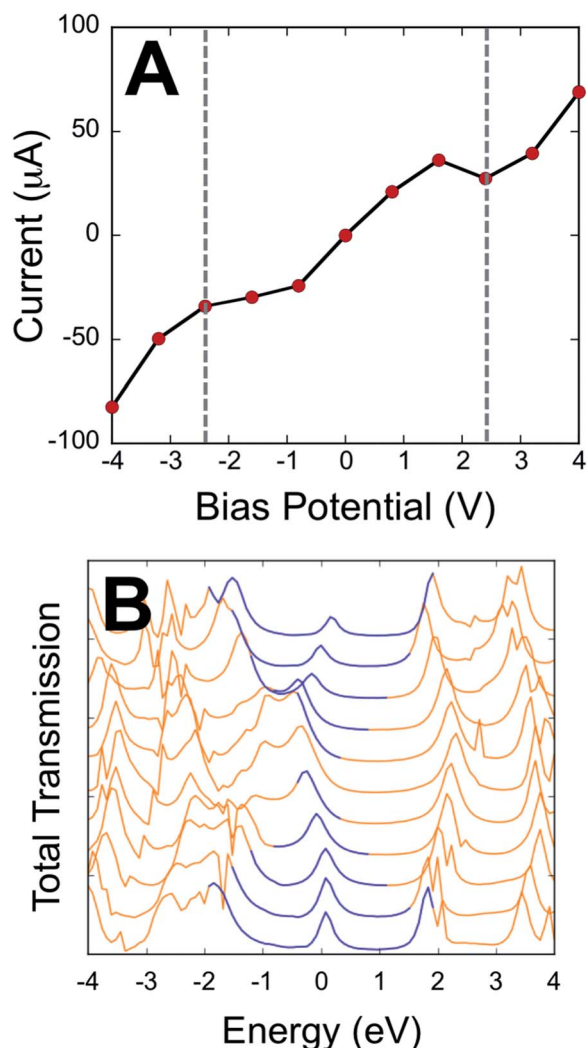 A
100
50
0
-50
-100
Current (μA)
-4 -3 -2 -1 0 1 2 3 4
Bias Potential (V)
B
Total Transmission
-4 -3 -2 -1 0 1 2 3 4
Energy (eV)